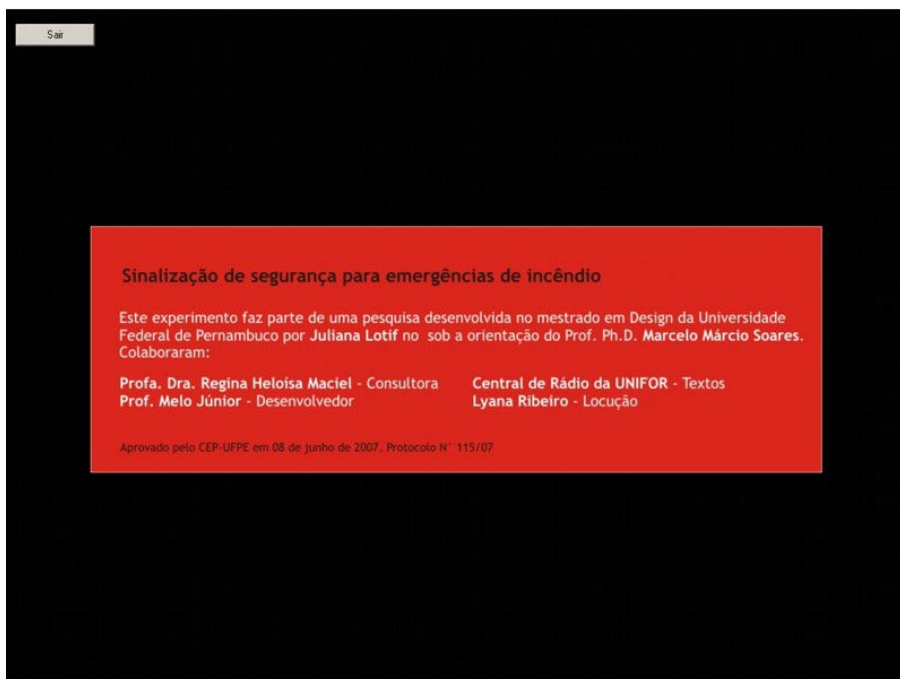 Sair
Sinalização de segurança para emergências de incêndio
Este experimento faz parte de uma pesquisa desenvolvida no mestrado em Design da Universidade
Federal de Pernambuco por Juliana Lotif no sob a orientação do Prof. Ph.D. Marcelo Márcio Soares.
Colaboraram:
Profa. Dra. Regina Heloísa Maciel - Consultora
Prof. Melo Júnior - Desenvolvedor
Central de Rádio da UNIFOR - Textos
Lyana Ribeiro - Locução
Aprovado pelo CEP-UFPE em 08 de junho de 2007. Protocolo N° 115/07